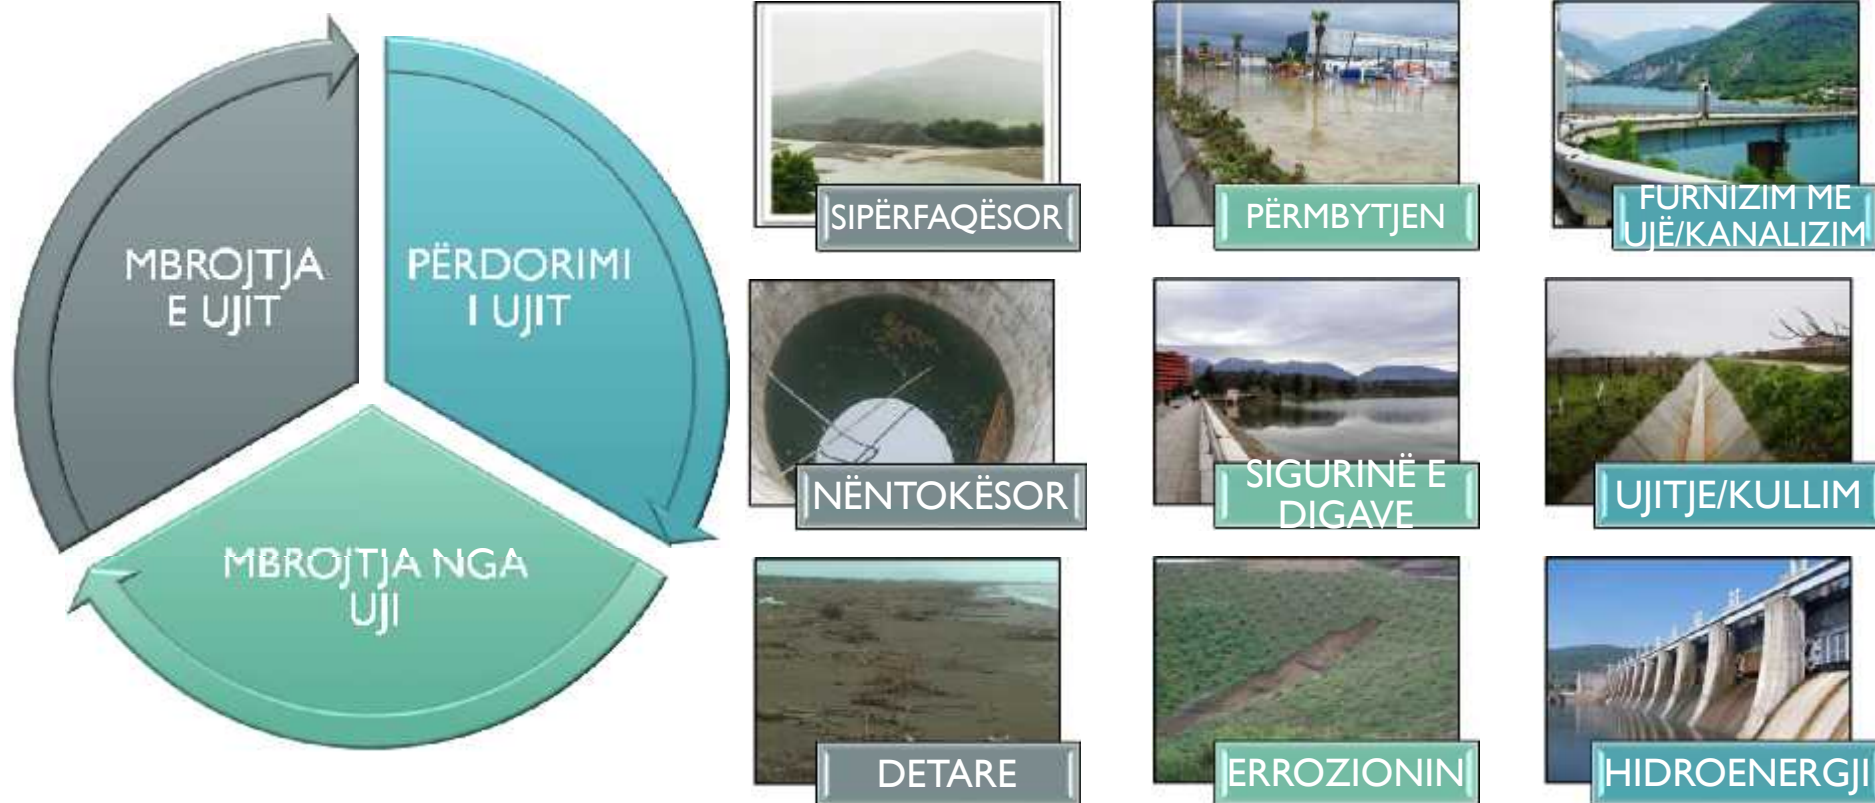 MBROJTJA
E UJIT
PËRDORIMI
I UJIT
MBROJTJA NGA
UJI
SIPËRFAQËSOR
PËRMBYTJEN
FURNIZIM ME
UJË/KANALIZIM
NËNTOKËSOR
SIGURINË E
DIGAVE
UJITJE/KULLIM
DETARE
ERROZIONIN
HIDROENERGJI